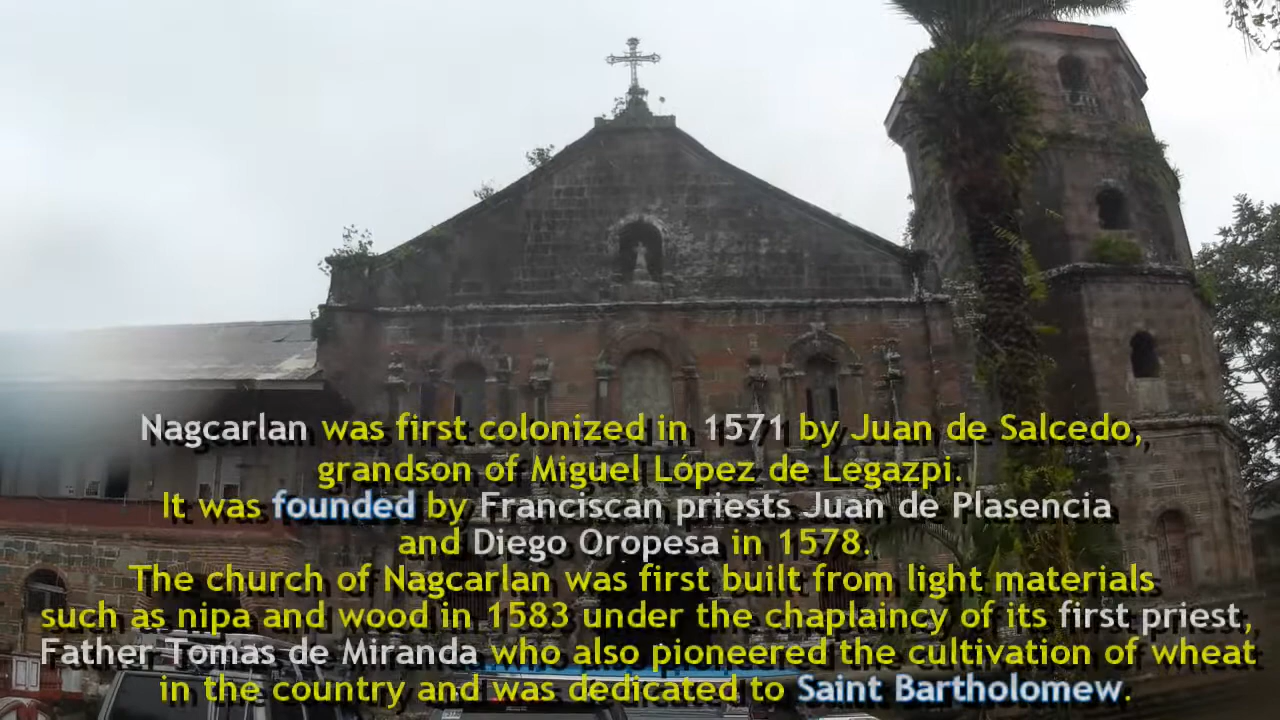 Nagcarlan was first colonized in 1571 by Juan de Salcedo,
grandson of Miguel López de Legazpi.
It was founded by Franciscan priests Juan de Plasencia
and Diego Oropesa in 1578.
The church of Nagcarlan was first built from light materials
such as nipa and wood in 1583 under the chaplaincy of its first priest,
Father Tomas de Miranda who also pioneered the cultivation of wheat
in the country and was dedicated to Saint Bartholomew.